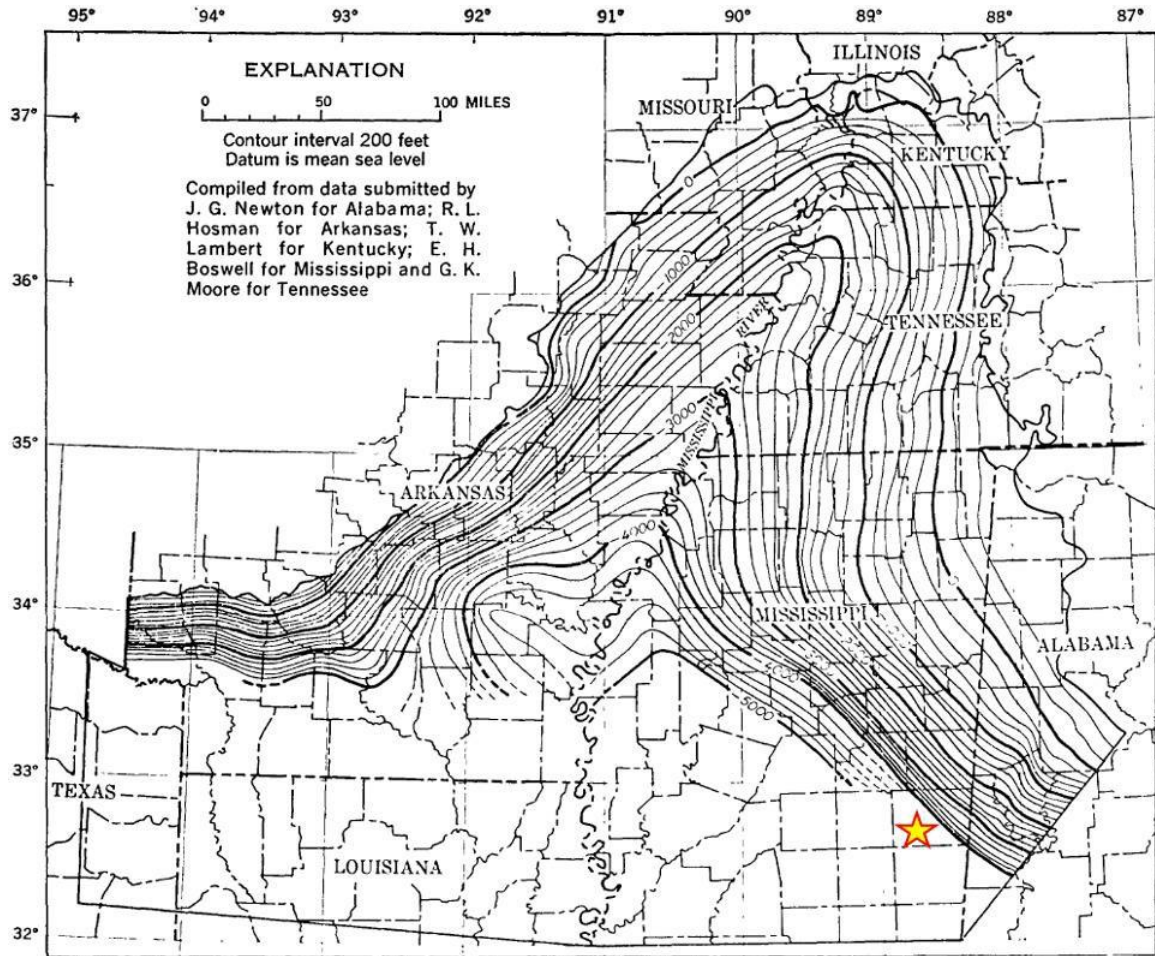 95°
94°
93°
92°
91°
90°
89°
88°
87°
EXPLANATION
0 50 100 MILES
Contour interval 200 feet
Datum is mean sea level
Compiled from data submitted by
J. G. Newton for Alabama; R. L.
Hosman for Arkansas; T. W.
Lambert for Kentucky; E. H.
Boswell for Mississippi and G. K.
Moore for Tennessee
ILLINOIS
MISSOURI
37°
KENTUCKY
0
36°
1000
2000
RIVER
TENNESSEE
3000
MISSISSIPPI
35°
ARKANSAS
4000
34°
0
MISSISSIPPI
ALABAMA
5000
33°
TEXAS
LOUISIANA
32°